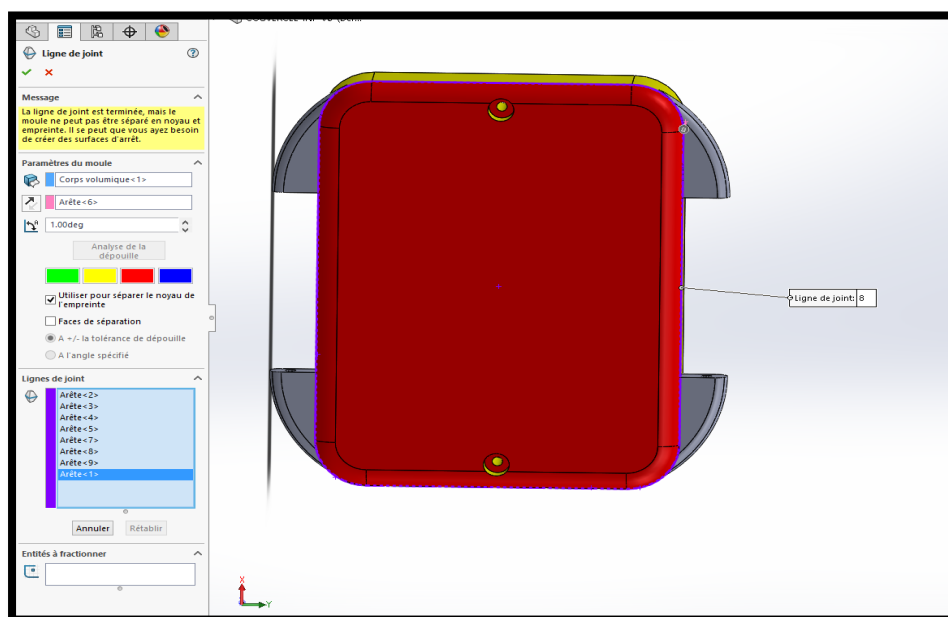 Ligne de joint
Message
La ligne de joint est terminée, mais le
moule ne peut pas être séparé en noyau et
empreinte. Il se peut que vous ayez besoin
de créer des surfaces d'arrêt.
Paramètres du moule
Corps volumique<1>
Arête<6>
1.00deg
Analyse de la
dépouille
Utiliser pour séparer le noyau de
l'empreinte
Faces de séparation
A +/- la tolérance de dépouille
A l'angle spécifié
Lignes de joint
Arête<2>
Arête<3>
Arête<4>
Arête<5>
Arête<7>
Arête<8>
Arête<9>
Arête<1>
Annuler Rétablir
Entités à fractionner
Ligne de joint: 8
X
Y